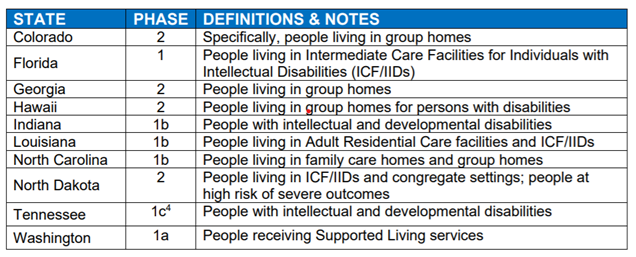 STATE PHASE DEFINITIONS & NOTES
Colorado 2 Specifically, people living in group homes
Florida 1 People living in Intermediate Care Facilities for Individuals with
Intellectual Disabilities (ICF/IIDs)
Georgia 2 People living in group homes
Hawaii 2 People living in group homes for persons with disabilities
Indiana 1b People with intellectual and developmental disabilities
Louisiana 1b People living in Adult Residential Care facilities and ICF/IIDs
North Carolina 1b People living in family care homes and group homes
North Dakota 2 People living in ICF/IIDs and congregate settings; people at
high risk of severe outcomes
Tennessee 1c⁴ People with intellectual and developmental disabilities
Washington 1a People receiving Supported Living services